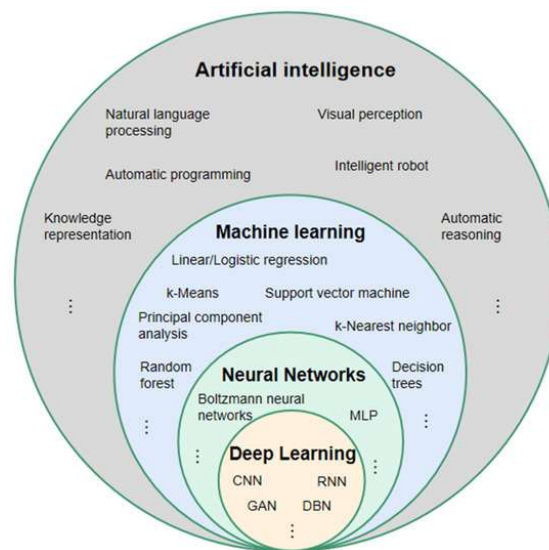 Artificial intelligence
Natural language
processing
Visual perception
Automatic programming
Intelligent robot
Knowledge
representation
Automatic
reasoning
Machine learning
Linear/Logistic regression
k-Means
Support vector machine
Principal component
analysis
k-Nearest neighbor
Random
forest
Decision
trees
Neural Networks
Boltzmann neural
networks
MLP
Deep Learning
CNN
RNN
GAN
DBN